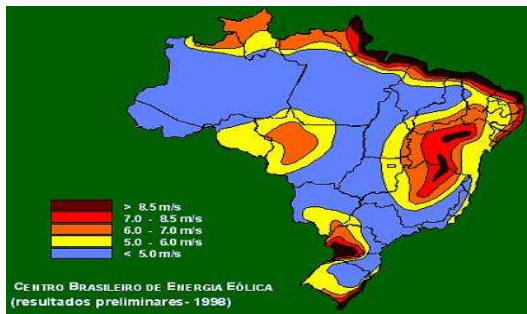 > 8.5 m/s
7.0 - 8.5 m/s
6.0 - 7.0 m/s
5.0 - 6.0 m/s
< 5.0 m/s
CENTRO BRASILEIRO DE ENERGIA EÓLICA
(resultados preliminares- 1998)